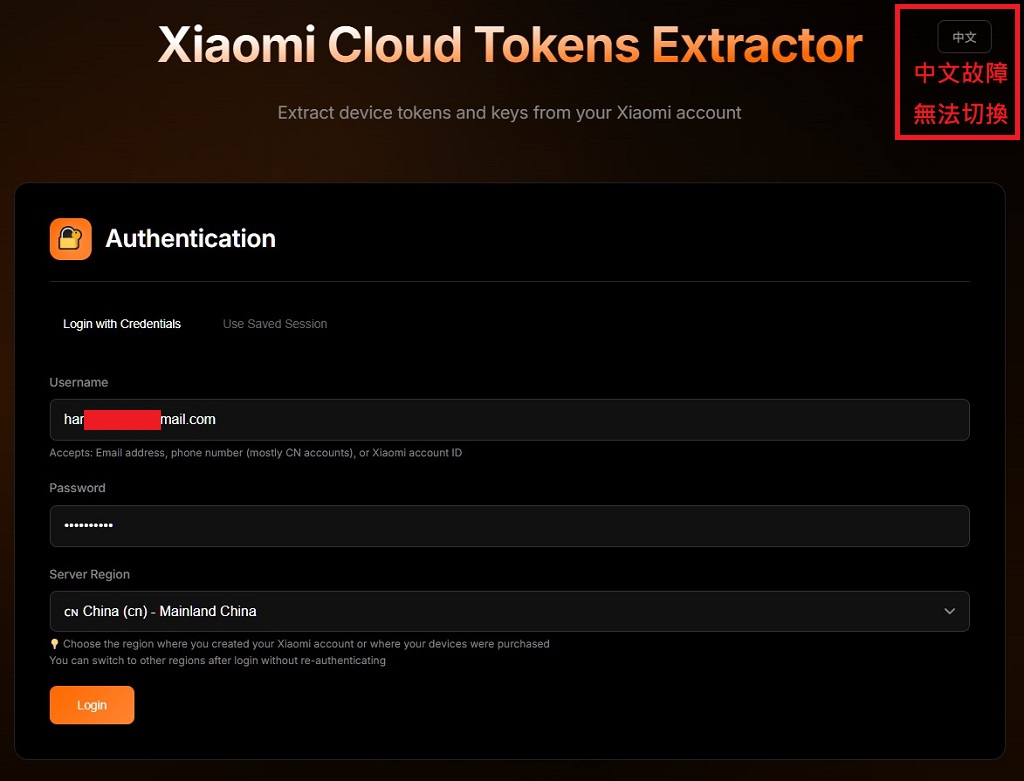 Xiaomi Cloud Tokens Extractor
中文
中文故障
無法切換
Extract device tokens and keys from your Xiaomi account
Authentication
Login with Credentials
Use Saved Session
Username
har mail.com
Accepts: Email address, phone number (mostly CN accounts), or Xiaomi account ID
Password
••••••••••
Server Region
CN China (cn) - Mainland China
Choose the region where you created your Xiaomi account or where your devices were purchased
You can switch to other regions after login without re-authenticating
Login